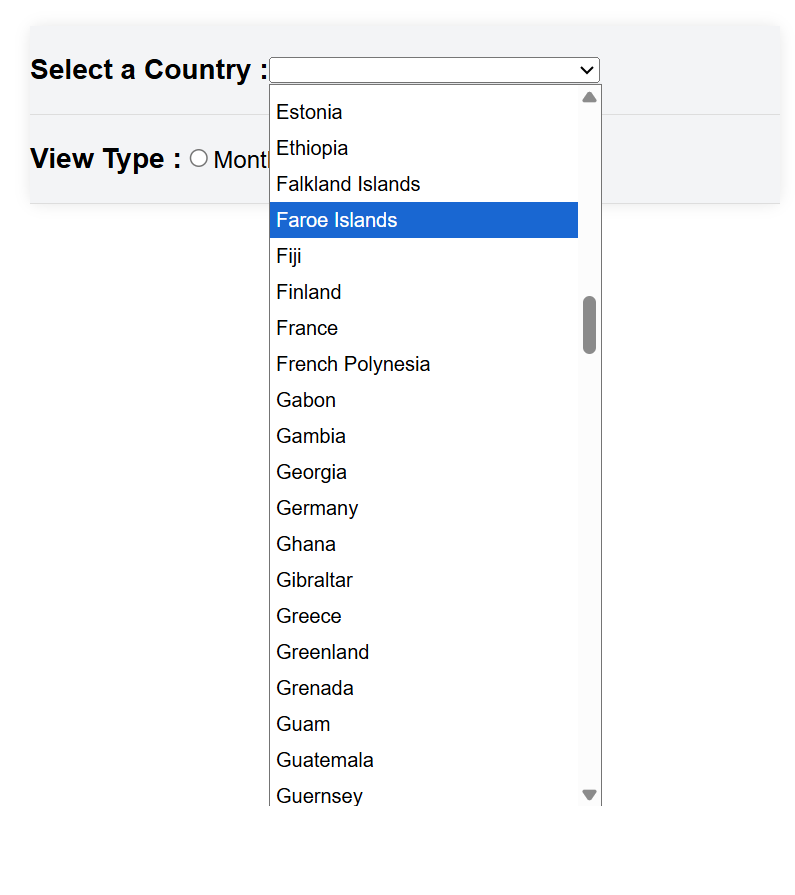 Select a Country :
Estonia
Ethiopia
Falkland Islands
View Type :
Faroe Islands
Fiji
Finland
France
French Polynesia
Gabon
Gambia
Georgia
Germany
Ghana
Gibraltar
Greece
Greenland
Grenada
Guam
Guatemala
Guernsey